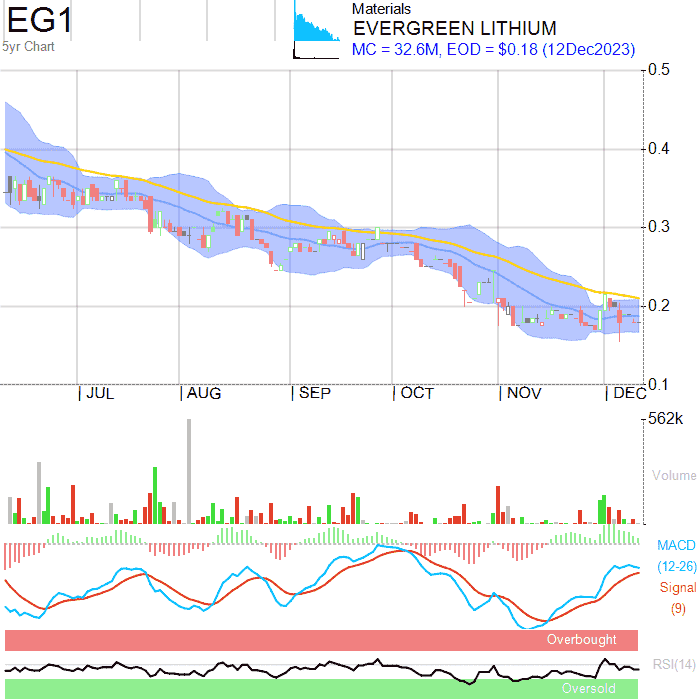 EG1
5yr Chart
Materials
EVERGREEN LITHIUM
MC = 32.6M, EOD = $0.18 (12Dec2023)
0.5
0.4
0.3
0.2
0.1
JUL
AUG
SEP
OCT
NOV
DEC
562k
Volume
MACD
(12-26)
Signal
(9)
Overbought
RSI(14)
Oversold